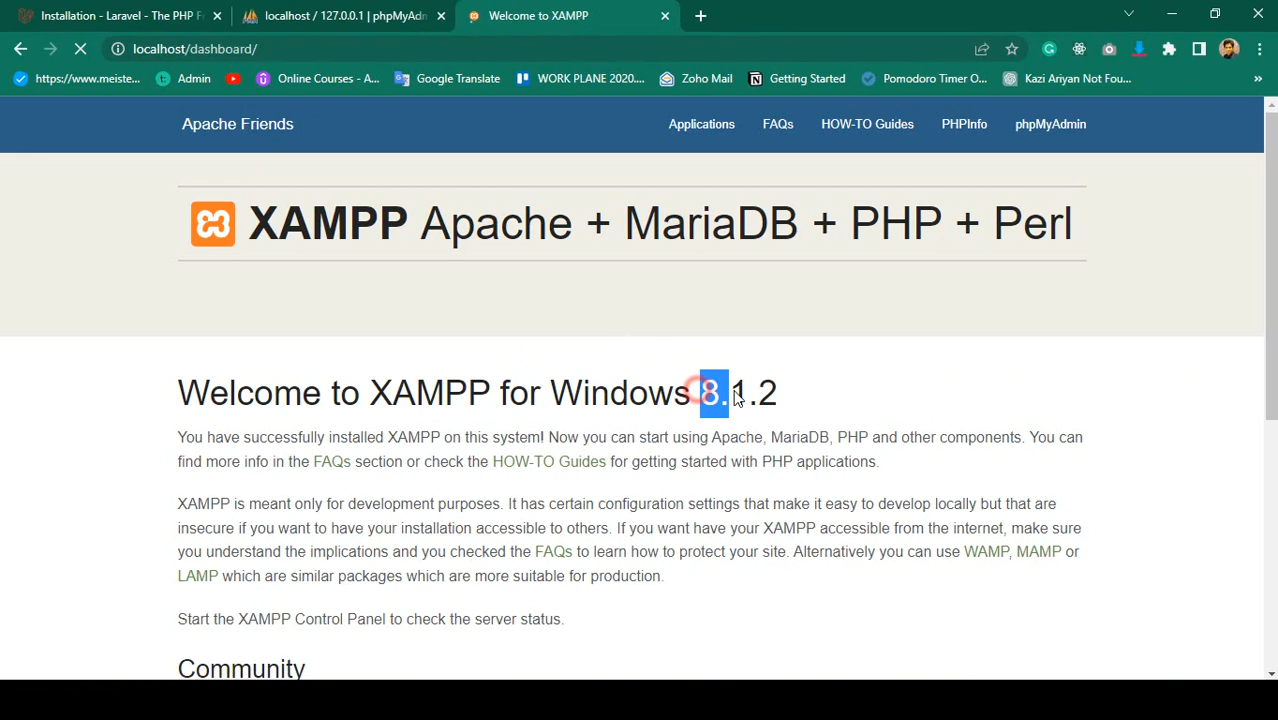 Installation - Laravel - The PHP F
localhost / 127.0.0.1 | phpMyAdm
Welcome to XAMPP
localhost/dashboard/
https://www.meiste...
Admin
Online Courses - A...
Google Translate
WORK PLANE 2020....
Zoho Mail
Getting Started
Pomodoro Timer O...
Kazi Ariyan Not Fou...
Apache Friends
Applications
FAQs
HOW-TO Guides
PHPInfo
phpMyAdmin
XAMPP Apache + MariaDB + PHP + Perl
Welcome to XAMPP for Windows 8.1.2
You have successfully installed XAMPP on this system! Now you can start using Apache, MariaDB, PHP and other components. You can
find more info in the FAQs section or check the HOW-TO Guides for getting started with PHP applications.
XAMPP is meant only for development purposes. It has certain configuration settings that make it easy to develop locally but that are
insecure if you want to have your installation accessible to others. If you want have your XAMPP accessible from the internet, make sure
you understand the implications and you checked the FAQs to learn how to protect your site. Alternatively you can use WAMP, MAMP or
LAMP which are similar packages which are more suitable for production.
Start the XAMPP Control Panel to check the server status.
Community